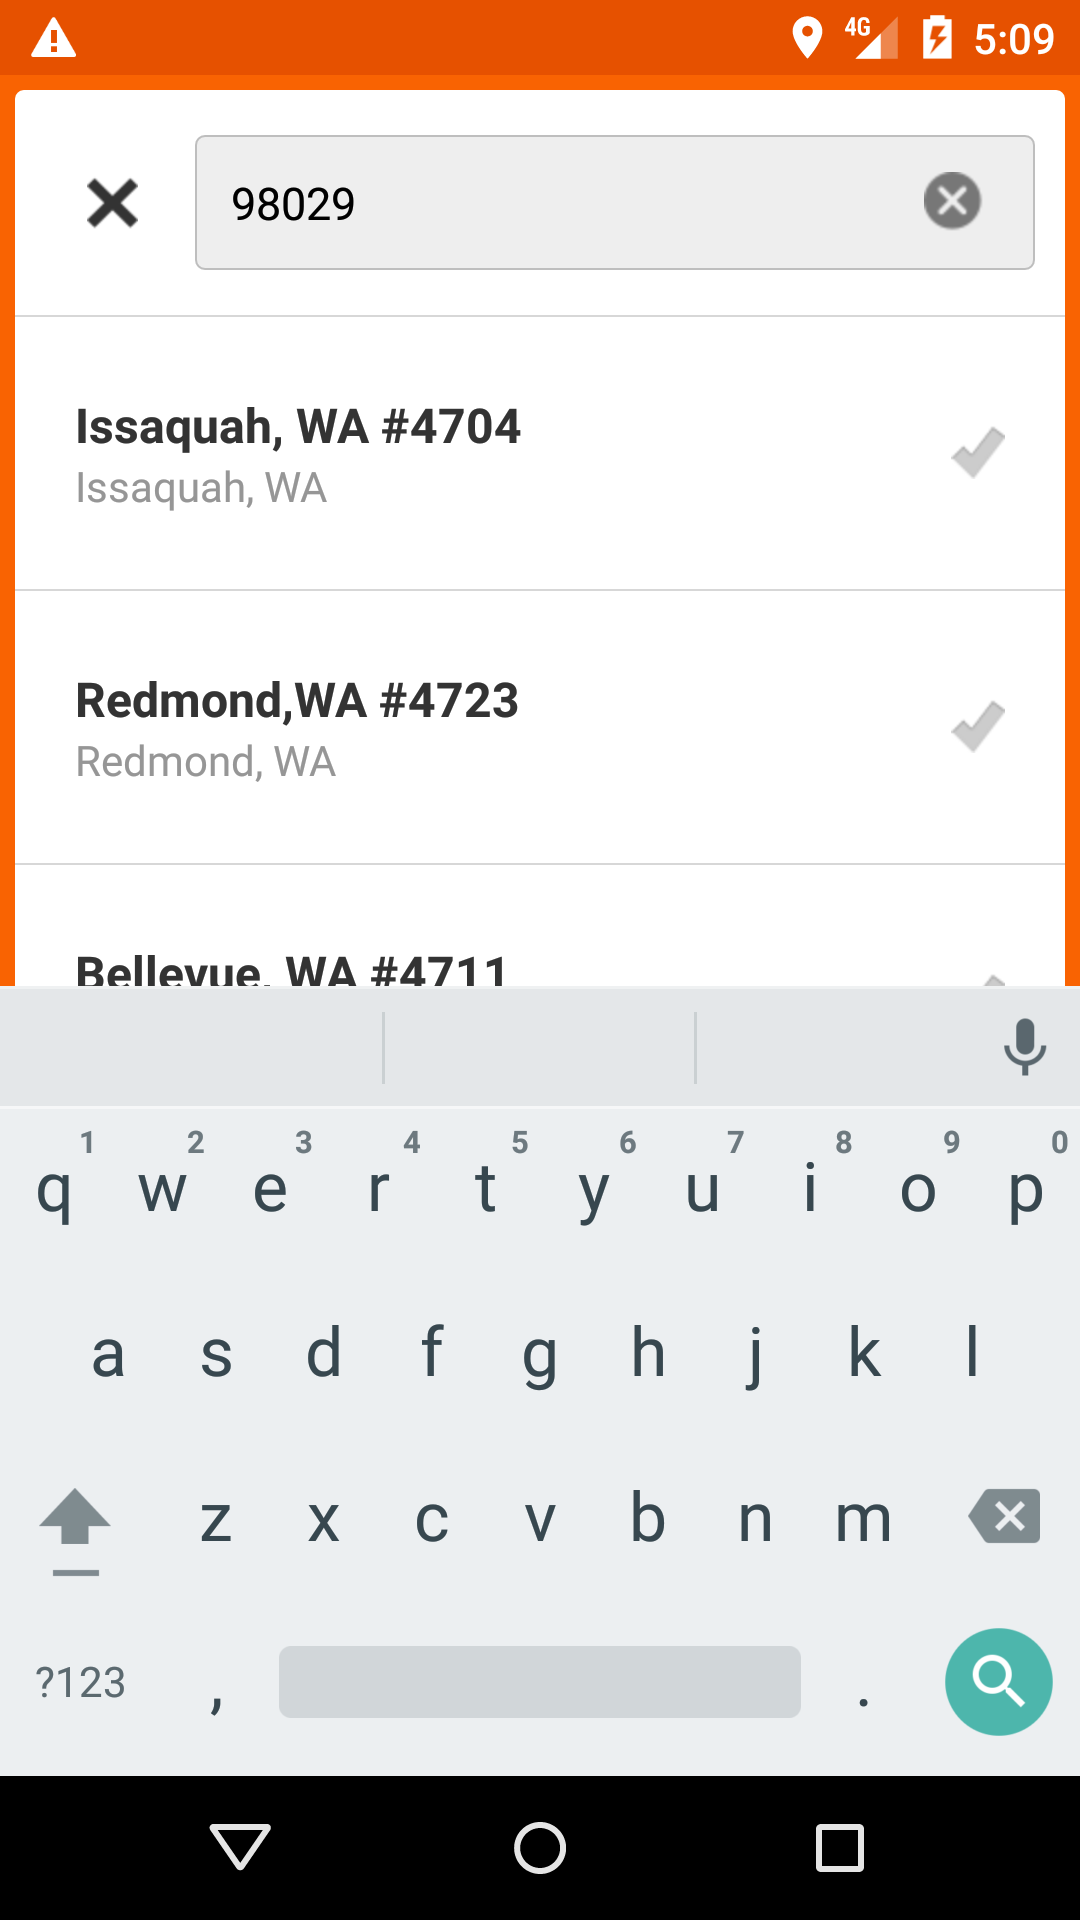 4G 5:09
98029
Issaquah, WA #4704
Issaquah, WA
Redmond,WA #4723
Redmond, WA
Bellevue, WA #4711
1 2 3 4 5 6 7 8 9 0
q w e r t y u i o p
a s d f g h j k l
z x c v b n m
?123 , .